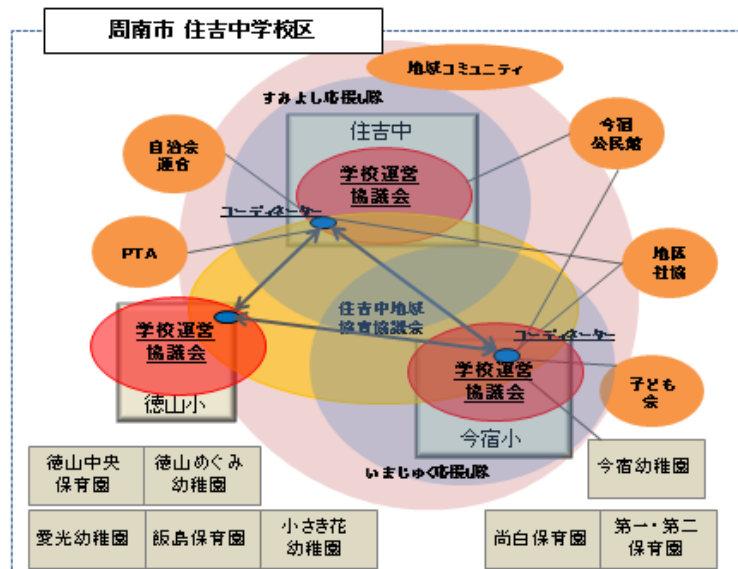 周南市 住吉中学校区
地域コミュニティ
すみよし応援し隊
住吉中
今宿
公民館
自治会
連合
学校運営
協議会
コーディネーター
PTA
地区
社協
住吉中地域
協育協議会
学校運営
協議会
コーディネーター
学校運営
協議会
子ども
会
徳山小
今宿小
いまじゅく応援し隊
徳山中央
保育園
徳山めぐみ
幼稚園
今宿幼稚園
愛光幼稚園
飯島保育園
小さき花
幼稚園
尚白保育園
第一・第二
保育園